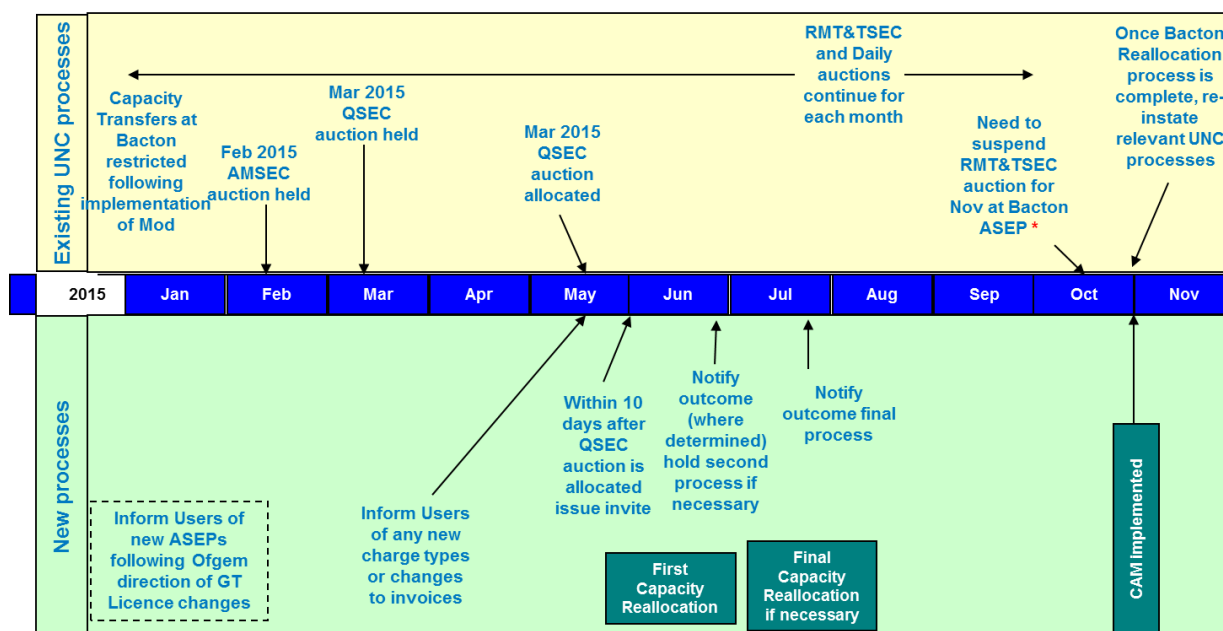 Existing UNC processes
Capacity
Transfers at
Bacton
restricted
following
implementation
of Mod
Feb 2015
AMSEC
auction held
Mar 2015
QSEC
auction held
Mar 2015
QSEC
auction
allocated
RMT&TSEC
and Daily
auctions
continue for
each month
Need to
suspend
RMT&TSEC
auction for
Nov at Bacton
ASEP *
Once Bacton
Reallocation
process is
complete, re-
instate
relevant UNC
processes
2015 Jan Feb Mar Apr May Jun Jul Aug Sep Oct Nov
New processes
Inform Users of
new ASEPs
following Ofgem
direction of GT
Licence changes
Inform Users
of any new
charge types
or changes
to invoices
Within 10
days after
QSEC
auction is
allocated
issue invite
Notify
outcome
(where
determined)
hold second
process if
necessary
Notify
outcome final
process
First
Capacity
Reallocation
Final
Capacity
Reallocation
if necessary
CAM Implemented